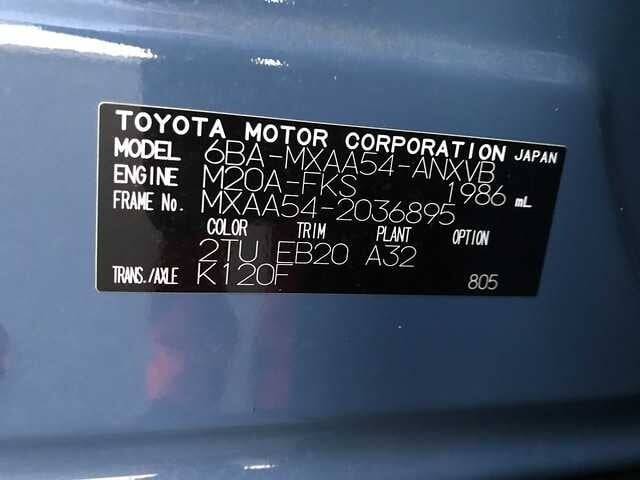 TOYOTA MOTOR CORPORATION JAPAN
MODEL 6BA-MXAA54-ANXVB
ENGINE M20A-FKS 1986 mL
FRAME No. MXAA54-2036895
COLOR TRIM PLANT OPTION
2TU EB20 A32
TRANS./AXLE K120F 805